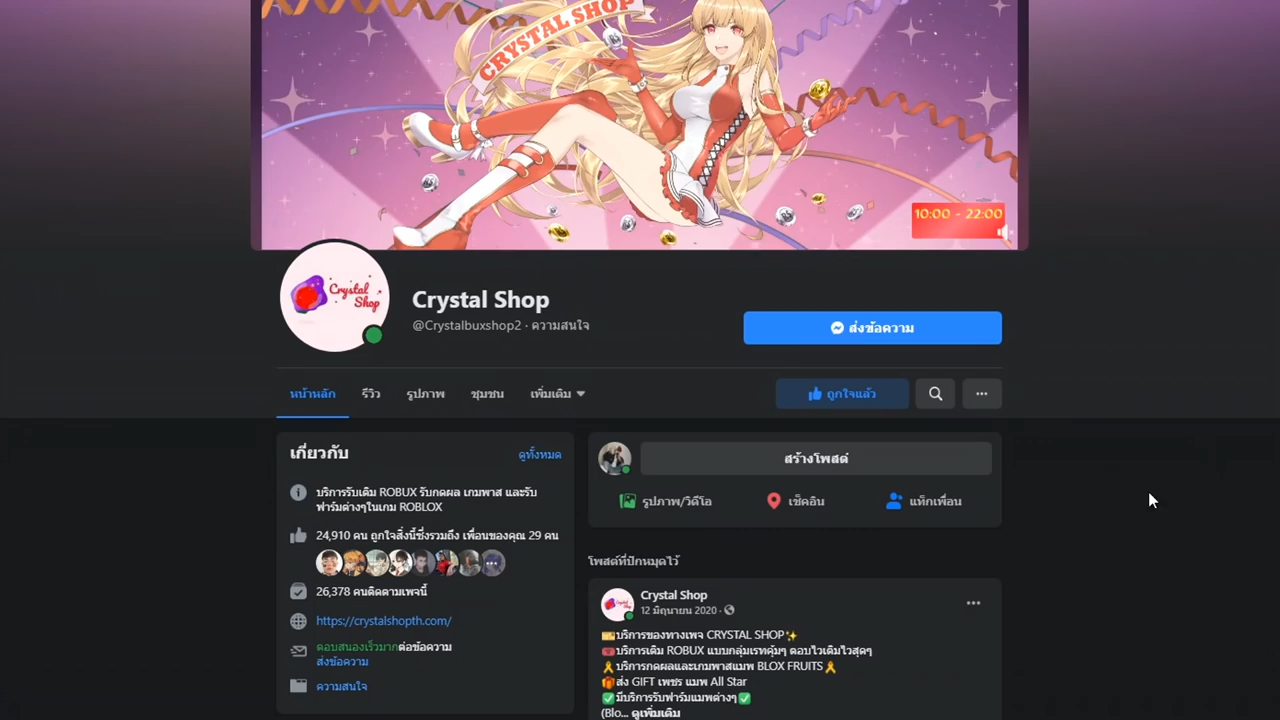 CRYSTAL SHOP
10:00 - 22:00
Crystal Shop
Crystal Shop
@Crystalbuxshop2 · ความสนใจ
ส่งข้อความ
หน้าหลัก รีวิว รูปภาพ ชุมชน เพิ่มเติม
ถูกใจแล้ว
เกี่ยวกับ ดูทั้งหมด
บริการรับเติม ROBUX รับกดผล เกมพาส และรับ
ฟาร์มต่างๆในเกม ROBLOX
24,910 คน ถูกใจสิ่งนี้ซึ่งรวมถึง เพื่อนของคุณ 29 คน
26,378 คนติดตามเพจนี้
https://crystalshopth.com/
ตอบสนองเร็วมากต่อข้อความ
ส่งข้อความ
ความสนใจ
สร้างโพสต์
รูปภาพ/วิดีโอ เช็คอิน แท็กเพื่อน
โพสต์ที่ปักหมุดไว้
Crystal Shop
12 มิถุนายน 2020 ·
🎫บริการของทางเพจ CRYSTAL SHOP✨
🎟บริการเติม ROBUX แบบกลุ่มเรทคุ้มๆ ตอบไวเติมไวสุดๆ
🎗บริการกดผลและเกมพาสแมพ BLOX FRUITS🎗
🎁ส่ง GIFT เพชร แมพ All Star
✅มีบริการรับฟาร์มแมพต่างๆ✅
(Blo... ดูเพิ่มเติม